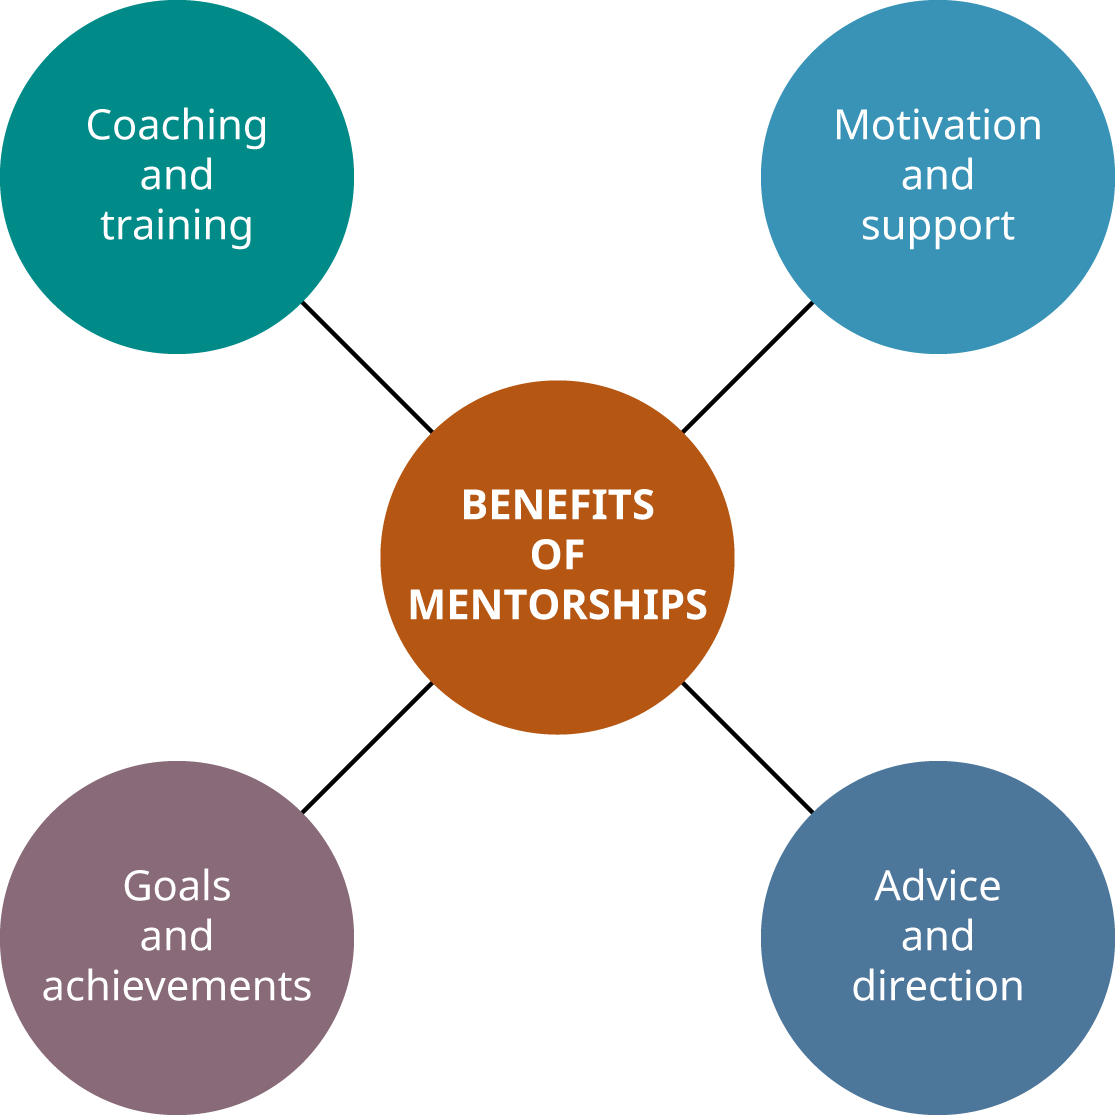 Coaching
and
training
Motivation
and
support
BENEFITS
OF
MENTORSHIPS
Goals
and
achievements
Advice
and
direction